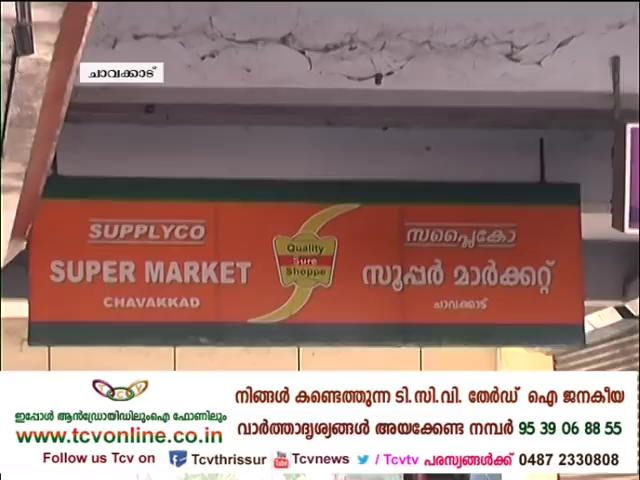 ചാവക്കാട്
SUPPLYCO
SUPER MARKET
CHAVAKKAD
Quality
Sure
Shoppe
സപ്ലൈകോ
സൂപ്പർ മാർക്കറ്റ്
ചാവക്കാട്
TCV
ഇപ്പോൾ ആൻഡ്രോയിഡിലുംഐ ഫോണിലും
www.tcvonline.co.in
നിങ്ങൾ കണ്ടെത്തുന്ന ടി.സി.വി. തേർഡ് ഐ ജനകീയ
വാർത്താദൃശ്യങ്ങൾ അയക്കേണ്ട നമ്പർ 95 39 06 88 55
Follow us Tcv on f Tcvthrissur You Tube Tcvnews / Tcvtv പരസ്യങ്ങൾക്ക് 0487 2330808